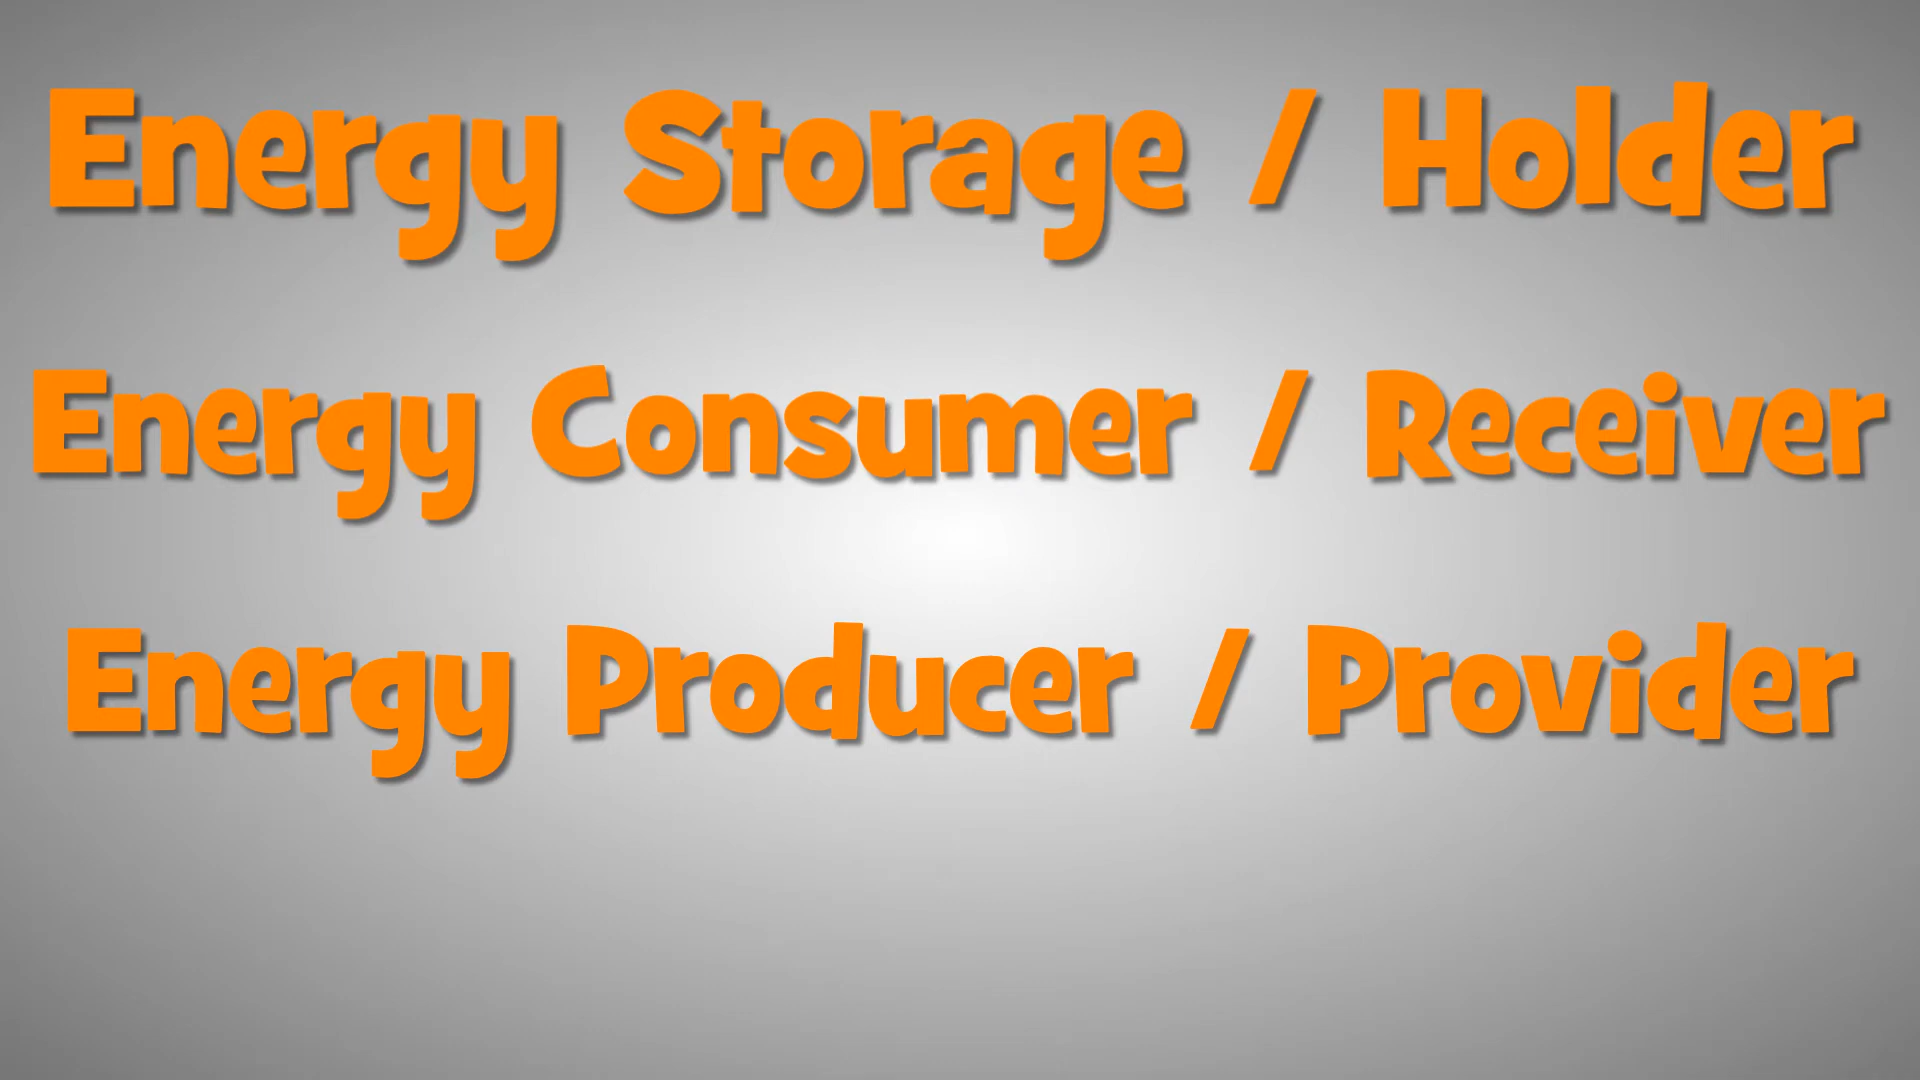 Energy Storage / Holder
Energy Consumer / Receiver
Energy Producer / Provider